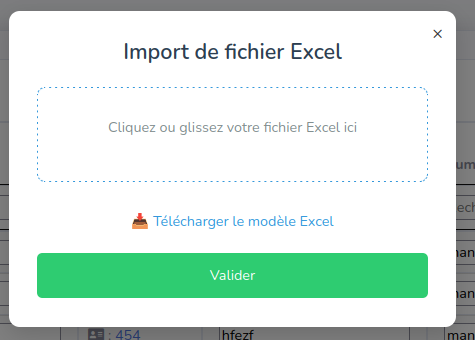 ×
Import de fichier Excel
Cliquez ou glissez votre fichier Excel ici
📥 Télécharger le modèle Excel
Valider
: 454
hfezf